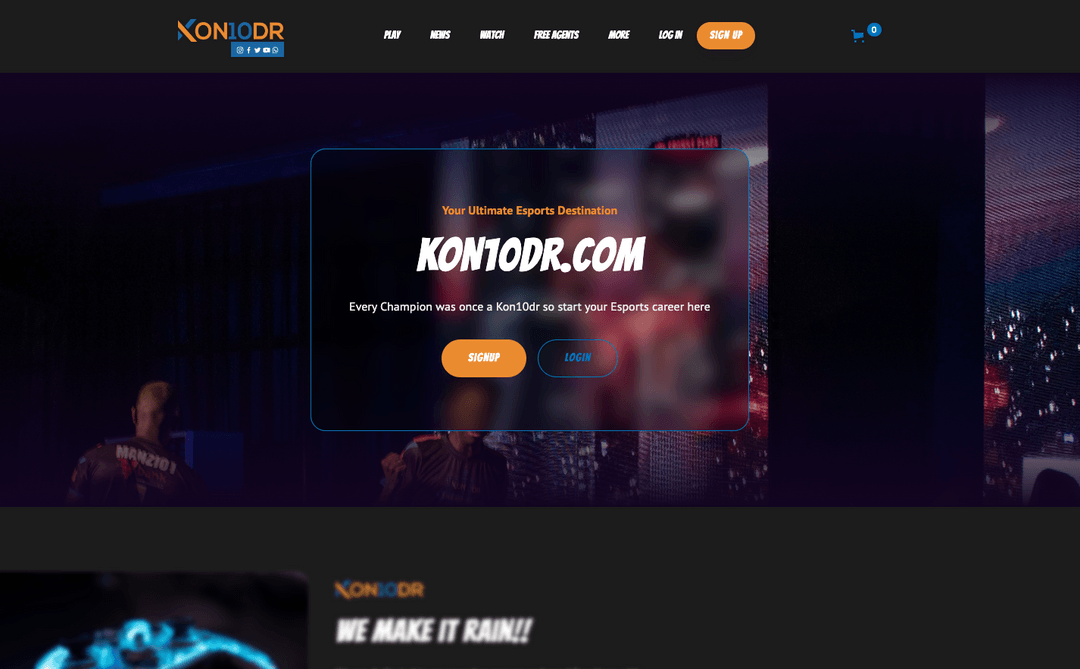 KON10DR
PLAY
NEWS
WATCH
FREE AGENTS
MORE
LOG IN
SIGN UP
0
Your Ultimate Esports Destination
KON10DR.COM
Every Champion was once a Kon10dr so start your Esports career here
SIGNUP
LOGIN
MANZ101
KON10DR
WE MAKE IT RAIN!!